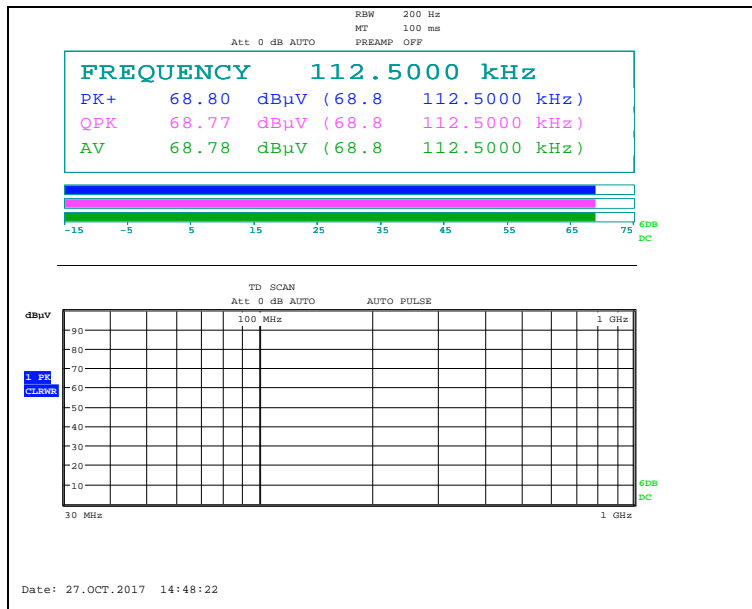 RBW 200 Hz
MT 100 ms
Att 0 dB AUTO PREAMP OFF
FREQUENCY 112.5000 kHz
PK+ 68.80 dBµV (68.8 112.5000 kHz)
QPK 68.77 dBµV (68.8 112.5000 kHz)
AV 68.78 dBµV (68.8 112.5000 kHz)
-15 -5 5 15 25 35 45 55 65 75
6DB
DC
TD SCAN
Att 0 dB AUTO AUTO PULSE
dBµV
100 MHz 1 GHz
90
80
70
1 PK
60
CLRWR
50
40
30
20
10
6DB
DC
30 MHz 1 GHz
Date: 27.OCT.2017 14:48:22